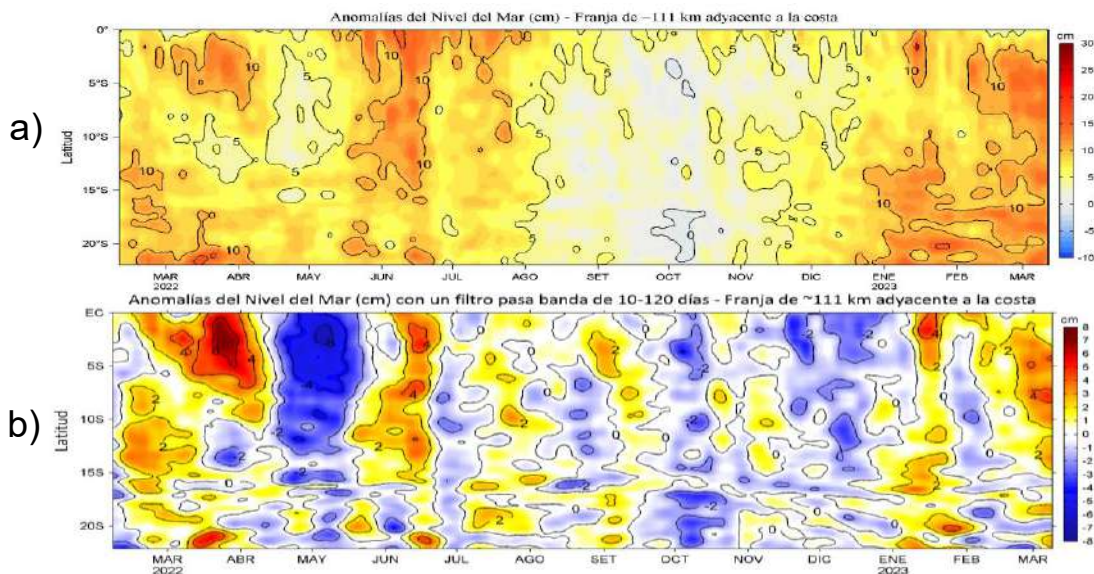 Anomalías del Nivel del Mar (cm) - Franja de ~111 km adyacente a la costa
a)
Latitud
0°
5°S
10°S
15°S
20°S
cm
30
25
20
15
10
5
0
-5
-10
MAR ABR MAY JUN JUL AGO SET OCT NOV DIC ENE FEB MAR
2022 2023
Anomalías del Nivel del Mar (cm) con un filtro pasa banda de 10-120 días - Franja de ~111 km adyacente a la costa
b)
Latitud
EC
5S
10S
15S
20S
cm
8
7
6
5
4
3
2
1
0
-1
-2
-3
-4
-5
-6
-7
-8
MAR ABR MAY JUN JUL AGO SET OCT NOV DIC ENE FEB MAR
2022 2023